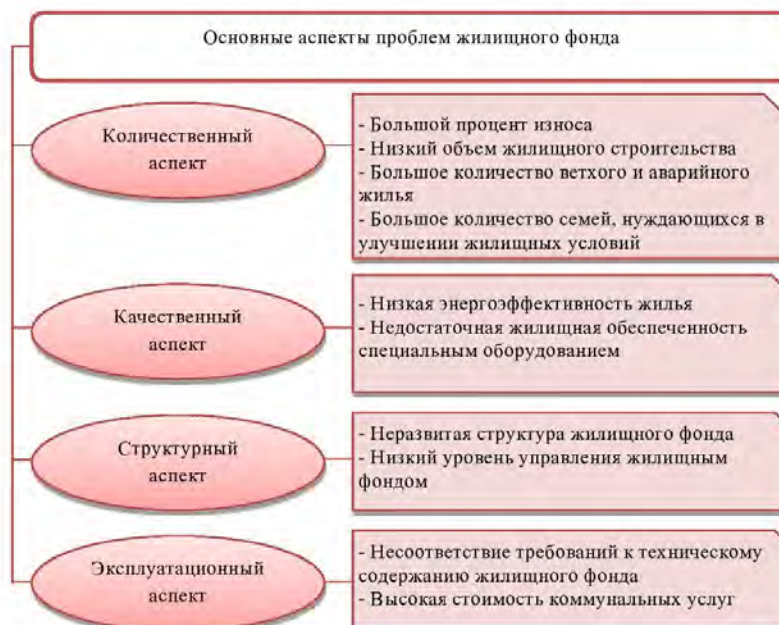 Основные аспекты проблем жилищного фонда
Количественный
аспект
- Большой процент износа
- Низкий объем жилищного строительства
- Большое количество ветхого и аварийного
жилья
- Большое количество семей, нуждающихся в
улучшении жилищных условий
Качественный
аспект
- Низкая энергоэффективность жилья
- Недостаточная жилищная обеспеченность
специальным оборудованием
Структурный
аспект
- Неразвитая структура жилищного фонда
- Низкий уровень управления жилищным
фондом
Эксплуатационный
аспект
- Несоответствие требований к техническому
содержанию жилищного фонда
- Высокая стоимость коммунальных услуг